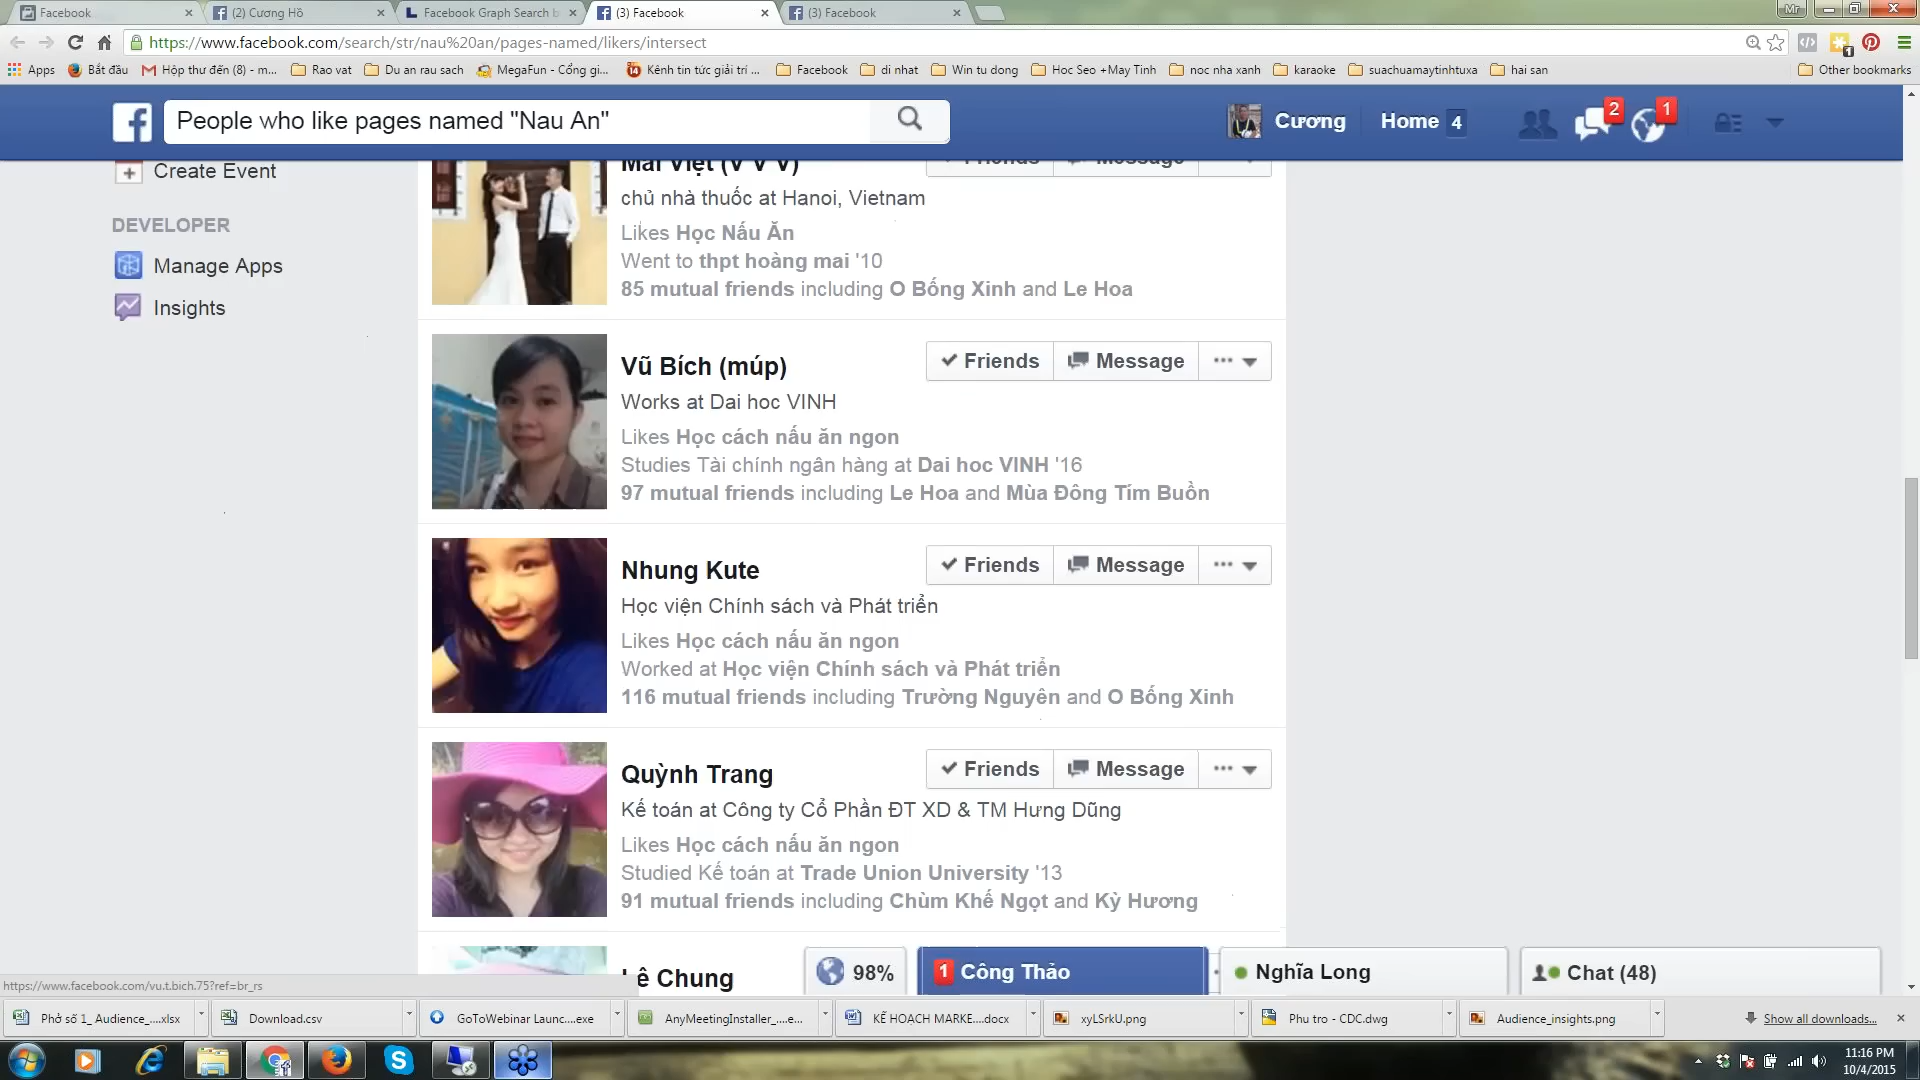 Facebook
(2) Cương Hồ
Facebook Graph Search b
(3) Facebook
(3) Facebook
Mr
https://www.facebook.com/search/str/nau%20an/pages-named/likers/intersect
1
Apps
Bắt đầu
Hộp thư đến (8) - m...
Rao vat
Du an rau sach
MegaFun - Cổng gi...
Kênh tin tức giải trí ...
Facebook
di nhat
Win tu dong
Hoc Seo +May Tinh
noc nha xanh
karaoke
suachuamaytinhtuxa
hai san
Other bookmarks
People who like pages named "Nau An"
Cương
Home 4
2
1
Create Event
DEVELOPER
Manage Apps
Insights
Mai Việt (V V V)
Friends
Message
chủ nhà thuốc at Hanoi, Vietnam
Likes Học Nấu Ăn
Went to thpt hoàng mai '10
85 mutual friends including O Bống Xinh and Le Hoa
Vũ Bích (múp)
Friends
Message
Works at Dai hoc VINH
Likes Học cách nấu ăn ngon
Studies Tài chính ngân hàng at Dai hoc VINH '16
97 mutual friends including Le Hoa and Mùa Đông Tím Buồn
Nhung Kute
Friends
Message
Học viện Chính sách và Phát triển
Likes Học cách nấu ăn ngon
Worked at Học viện Chính sách và Phát triển
116 mutual friends including Trường Nguyên and O Bống Xinh
Quỳnh Trang
Friends
Message
Kế toán at Công ty Cổ Phần ĐT XD & TM Hưng Dũng
Likes Học cách nấu ăn ngon
Studied Kế toán at Trade Union University '13
91 mutual friends including Chùm Khế Ngọt and Kỳ Hương
Lê Chung
98%
1 Công Thảo
Nghĩa Long
Chat (48)
https://www.facebook.com/vu.t.bich.75?ref=br_rs
Phở số 1_ Audience_....xlsx
Download.csv
GoToWebinar Launc....exe
AnyMeetingInstaller_....e...
KẾ HOẠCH MARKE....docx
xyLSrkU.png
Phu tro - CDC.dwg
Audience_insights.png
Show all downloads...
11:16 PM
10/4/2015